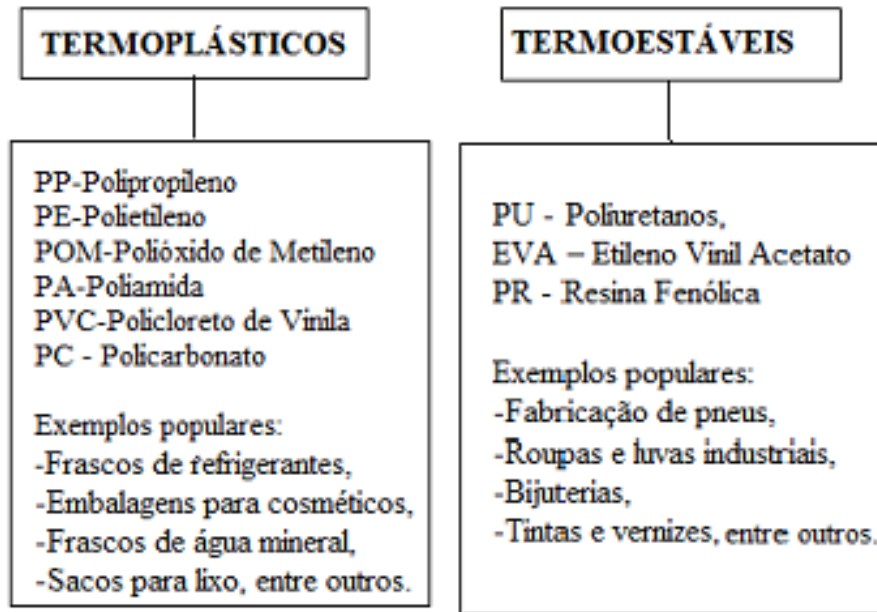 TERMOPLÁSTICOS
PP-Polipropileno
PE-Polietileno
POM-Polióxido de Metileno
PA-Poliamida
PVC-Policloreto de Vinila
PC - Policarbonato
Exemplos populares:
-Frascos de refrigerantes,
-Embalagens para cosméticos,
-Frascos de água mineral,
-Sacos para lixo, entre outros.
TERMOESTÁVEIS
PU - Poliuretanos,
EVA – Etileno Vinil Acetato
PR - Resina Fenólica
Exemplos populares:
-Fabricação de pneus,
-Roupas e luvas industriais,
-Bijuterias,
-Tintas e vernizes, entre outros.